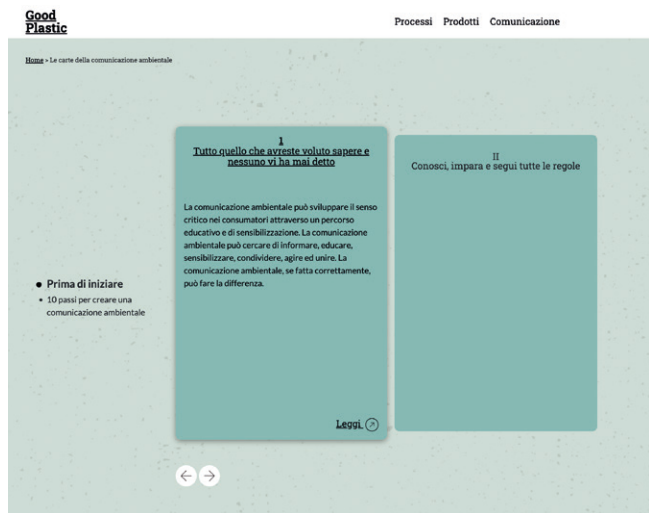 Good
Plastic
Processi Prodotti Comunicazione
Home » Le carte della comunicazione ambientale
1
Tutto quello che avreste voluto sapere e
nessuno vi ha mai detto
La comunicazione ambientale può sviluppare il senso
critico nei consumatori attraverso un percorso
educativo e di sensibilizzazione. La comunicazione
ambientale può cercare di informare, educare,
sensibilizzare, condividere, agire ed unire. La
comunicazione ambientale, se fatta correttamente,
può fare la differenza.
Leggi
II
Conosci, impara e segui tutte le regole
Prima di iniziare
10 passi per creare una
comunicazione ambientale